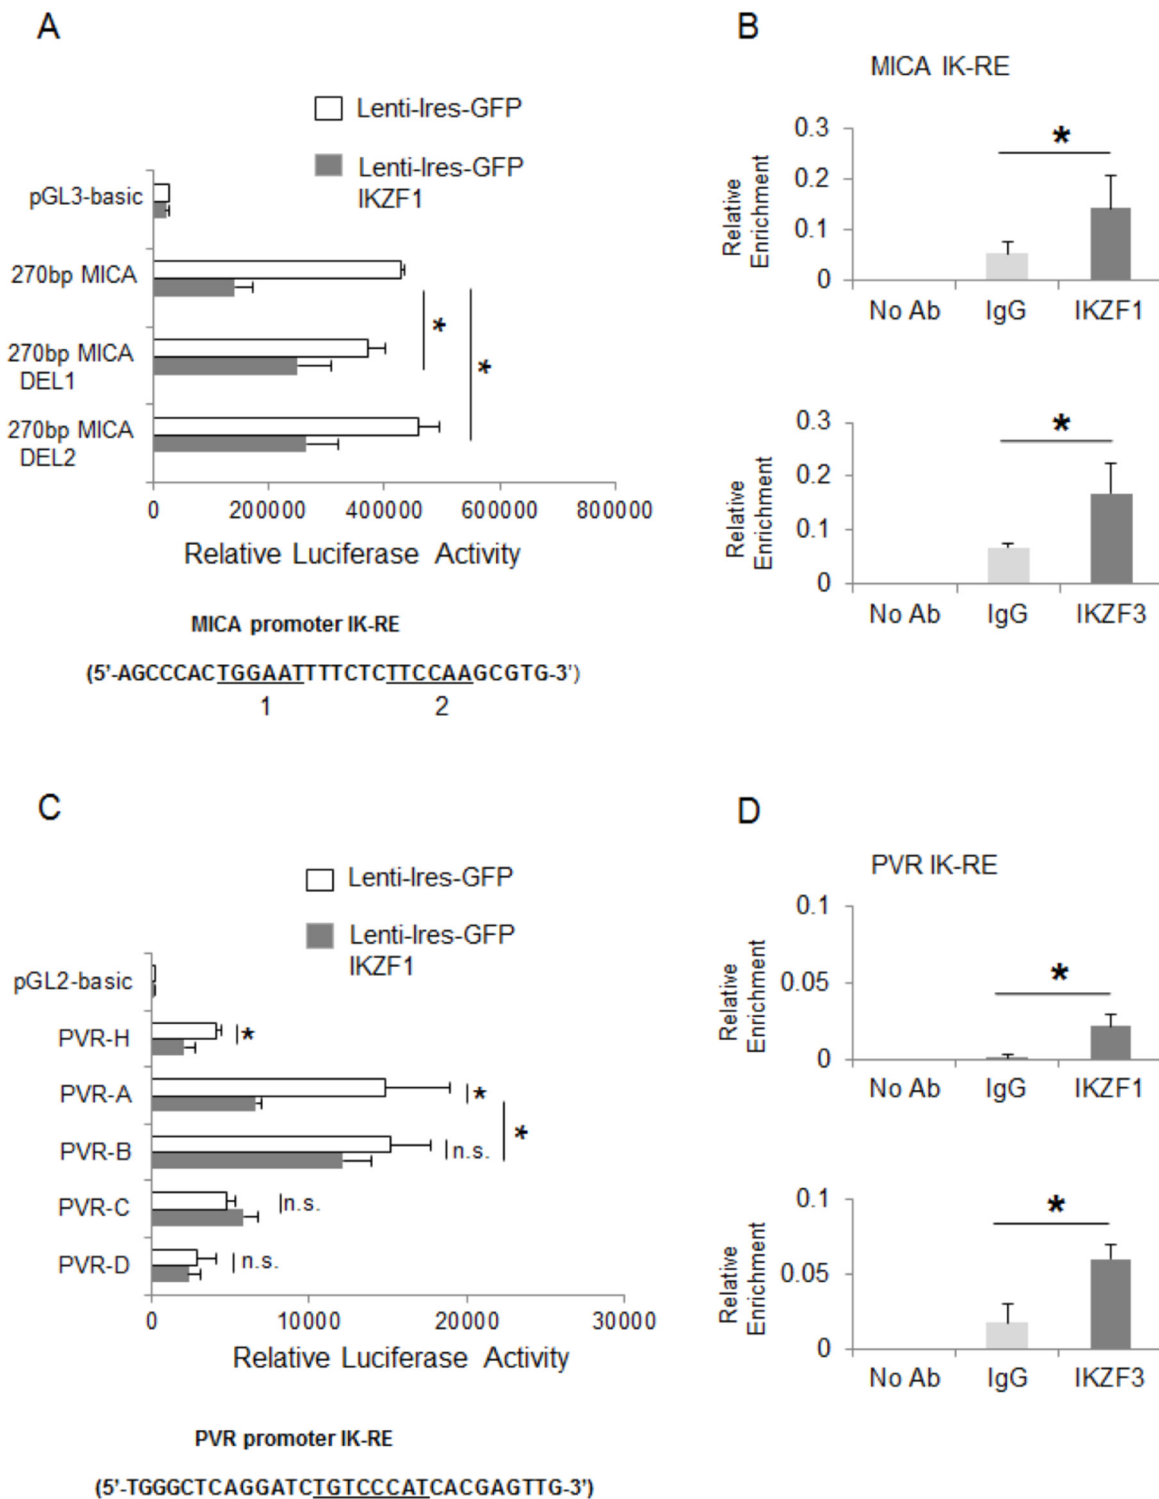 A
Lenti-Ires-GFP
Lenti-Ires-GFP
IKZF1
pGL3-basic
270bp MICA
270bp MICA
DEL1
270bp MICA
DEL2
*
*
0 200000 400000 600000 800000
Relative Luciferase Activity
MICA promoter IK-RE
(5'-AGCCCACTGGAATTTTCTCTTCCAAGCGTG-3')
1 2
B
MICA IK-RE
Relative
Enrichment
0.3
0.2
0.1
0
*
No Ab IgG IKZF1
Relative
Enrichment
0.3
0.2
0.1
0
*
No Ab IgG IKZF3
C
Lenti-Ires-GFP
Lenti-Ires-GFP
IKZF1
pGL2-basic
PVR-H *
PVR-A *
*
PVR-B n.s.
PVR-C n.s.
PVR-D n.s.
0 10000 20000 30000
Relative Luciferase Activity
PVR promoter IK-RE
(5'-TGGGCTCAGGATCTGTCCCATCACGAGTTG-3')
D
PVR IK-RE
Relative
Enrichment
0.1
0.05
0
*
No Ab IgG IKZF1
Relative
Enrichment
0.1
0.05
0
*
No Ab IgG IKZF3